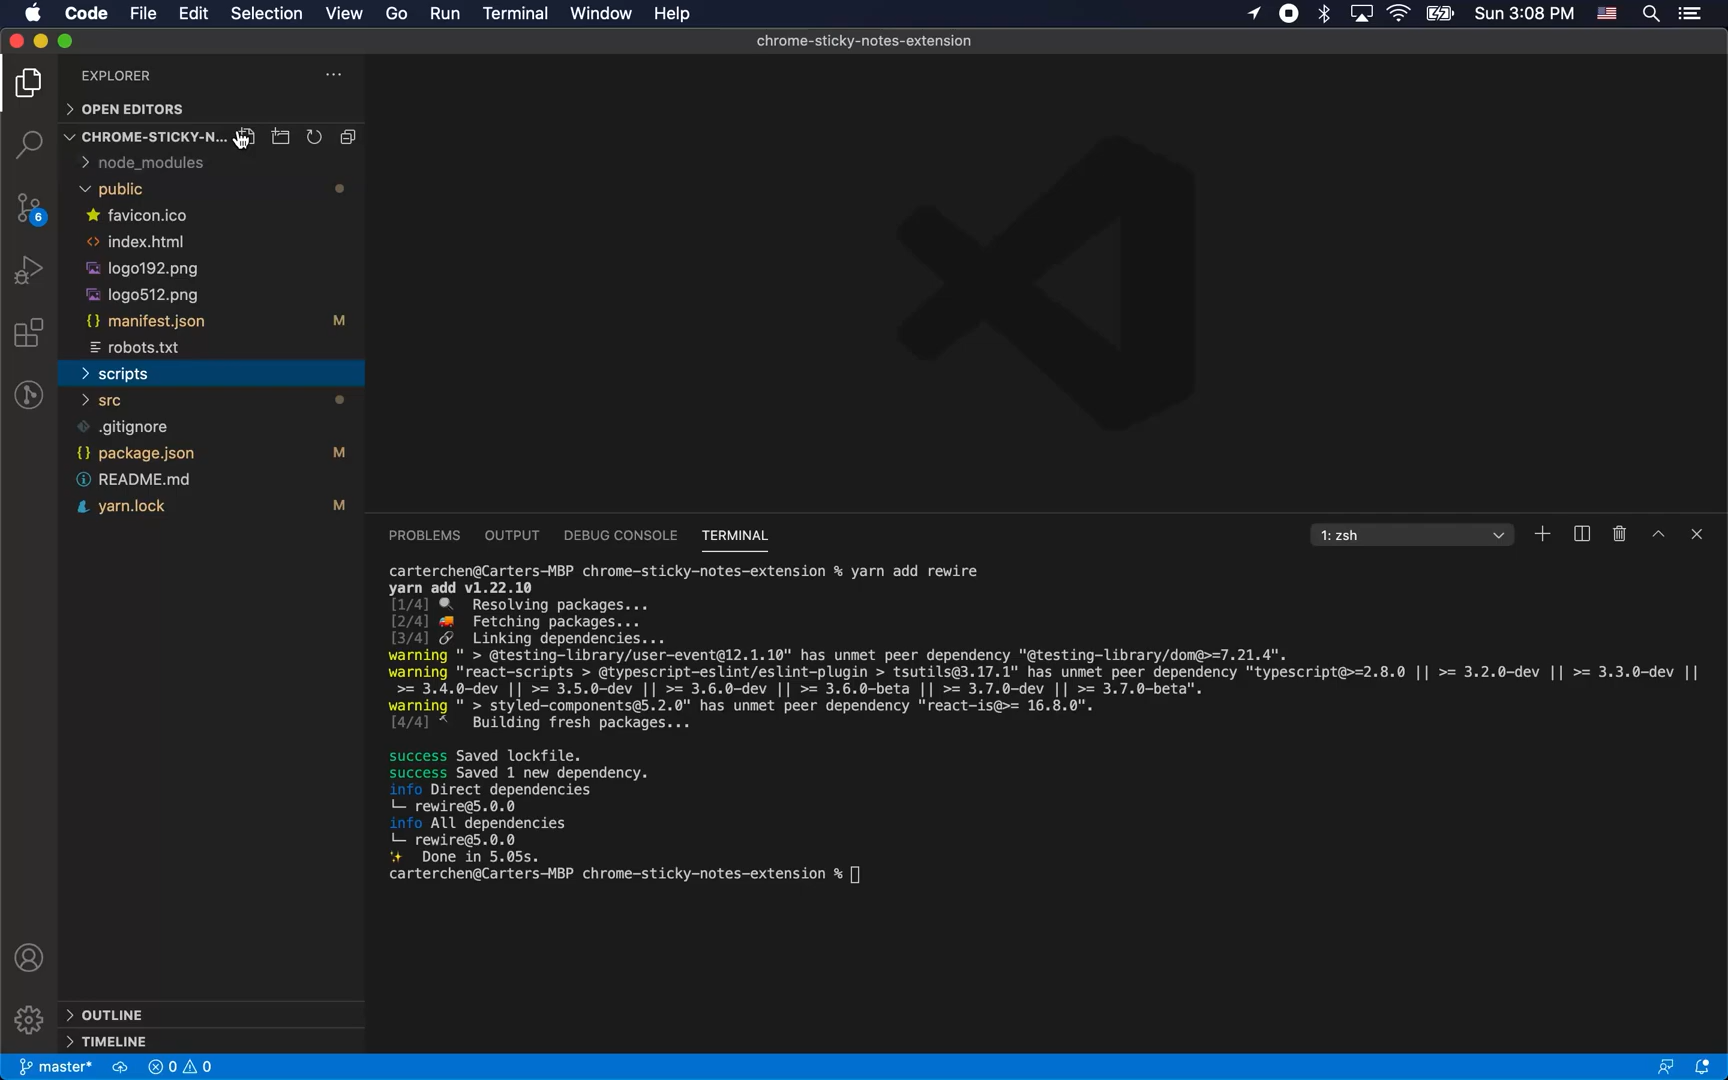 Code File Edit Selection View Go Run Terminal Window Help Sun 3:08 PM
chrome-sticky-notes-extension
EXPLORER
OPEN EDITORS
CHROME-STICKY-N...
node_modules
public
favicon.ico
index.html
logo192.png
logo512.png
manifest.json M
robots.txt
scripts
src
.gitignore
package.json M
README.md
yarn.lock M
OUTLINE
TIMELINE
6
PROBLEMS OUTPUT DEBUG CONSOLE TERMINAL 1: zsh
carterchen@Carters-MBP chrome-sticky-notes-extension % yarn add rewire
yarn add v1.22.10
[1/4] Resolving packages...
[2/4] Fetching packages...
[3/4] Linking dependencies...
warning " > @testing-library/user-event@12.1.10" has unmet peer dependency "@testing-library/dom@>=7.21.4".
warning "react-scripts > @typescript-eslint/eslint-plugin > tsutils@3.17.1" has unmet peer dependency "typescript@>=2.8.0 || >= 3.2.0-dev || >= 3.3.0-dev ||
>= 3.4.0-dev || >= 3.5.0-dev || >= 3.6.0-dev || >= 3.6.0-beta || >= 3.7.0-dev || >= 3.7.0-beta".
warning " > styled-components@5.2.0" has unmet peer dependency "react-is@>= 16.8.0".
[4/4] Building fresh packages...
success Saved lockfile.
success Saved 1 new dependency.
info Direct dependencies
└─ rewire@5.0.0
info All dependencies
└─ rewire@5.0.0
Done in 5.05s.
carterchen@Carters-MBP chrome-sticky-notes-extension %
master* 0 0